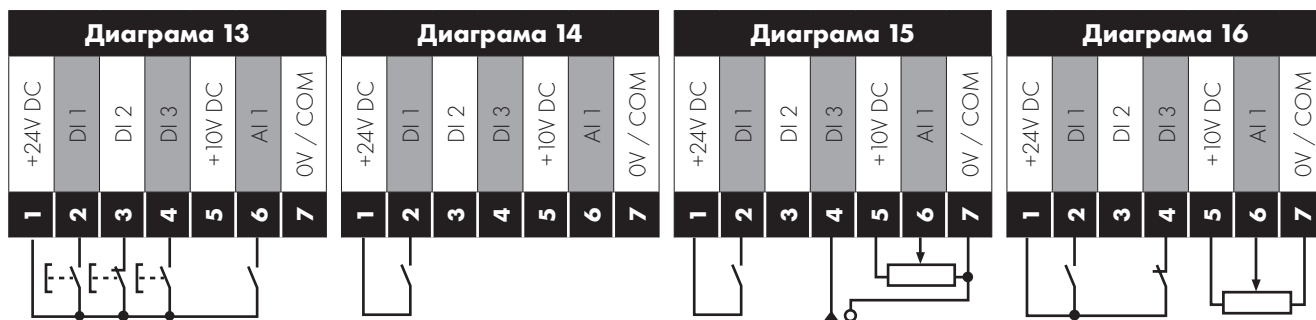 Диаграма 13
+24V DC
DI 1
DI 2
DI 3
+10V DC
AI 1
0V / COM
1 2 3 4 5 6 7
Диаграма 14
+24V DC
DI 1
DI 2
DI 3
+10V DC
AI 1
0V / COM
1 2 3 4 5 6 7
Диаграма 15
+24V DC
DI 1
DI 2
DI 3
+10V DC
AI 1
0V / COM
1 2 3 4 5 6 7
Диаграма 16
+24V DC
DI 1
DI 2
DI 3
+10V DC
AI 1
0V / COM
1 2 3 4 5 6 7